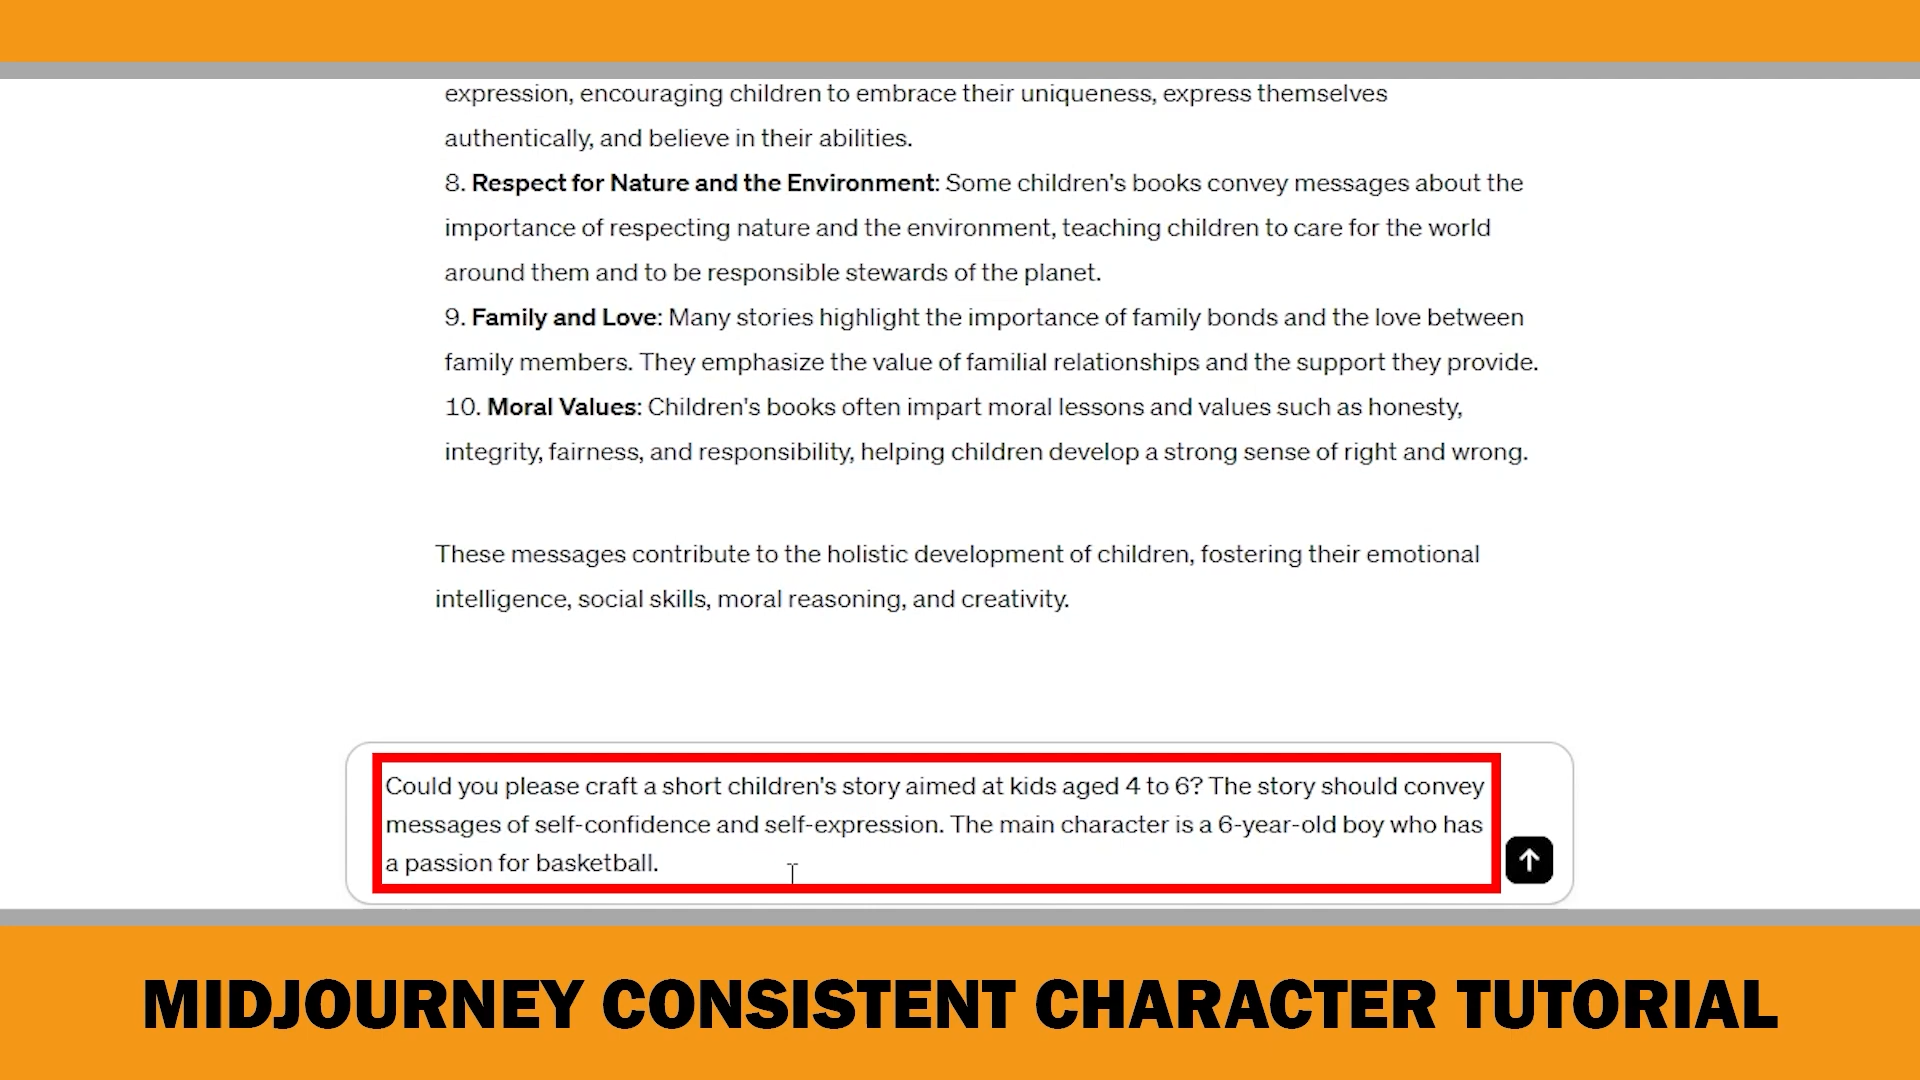 expression, encouraging children to embrace their uniqueness, express themselves
authentically, and believe in their abilities.
8. Respect for Nature and the Environment: Some children's books convey messages about the
importance of respecting nature and the environment, teaching children to care for the world
around them and to be responsible stewards of the planet.
9. Family and Love: Many stories highlight the importance of family bonds and the love between
family members. They emphasize the value of familial relationships and the support they provide.
10. Moral Values: Children's books often impart moral lessons and values such as honesty,
integrity, fairness, and responsibility, helping children develop a strong sense of right and wrong.
These messages contribute to the holistic development of children, fostering their emotional
intelligence, social skills, moral reasoning, and creativity.
Could you please craft a short children's story aimed at kids aged 4 to 6? The story should convey
messages of self-confidence and self-expression. The main character is a 6-year-old boy who has
a passion for basketball.
MIDJOURNEY CONSISTENT CHARACTER TUTORIAL